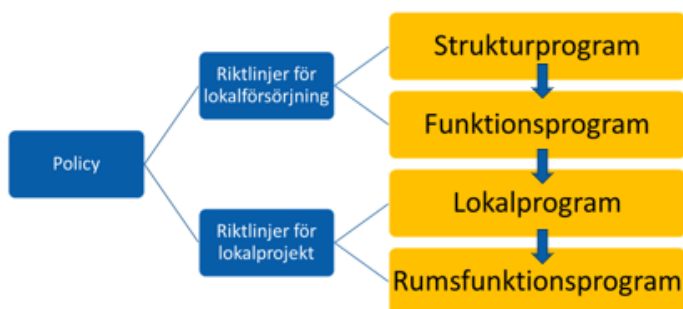 Policy
Riktlinjer för
lokalförsörjning
Riktlinjer för
lokalprojekt
Strukturprogram
Funktionsprogram
Lokalprogram
Rumsfunktionsprogram